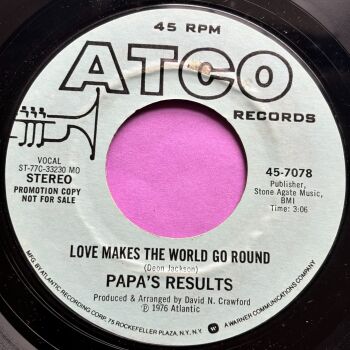 45 RPM
ATCO
RECORDS
VOCAL
ST-77C-33230 MO
STEREO
PROMOTION COPY
NOT FOR SALE
45-7078
Publisher,
Stone Agate Music,
BMI
Time: 3:06
LOVE MAKES THE WORLD GO ROUND
(Deon Jackson)
PAPA'S RESULTS
Produced & Arranged by David N. Crawford
℗ 1976 Atlantic
MFG. BY ATLANTIC RECORDING CORP., 75 ROCKEFELLER PLAZA, N.Y., N.Y. W A WARNER COMMUNICATIONS COMPANY